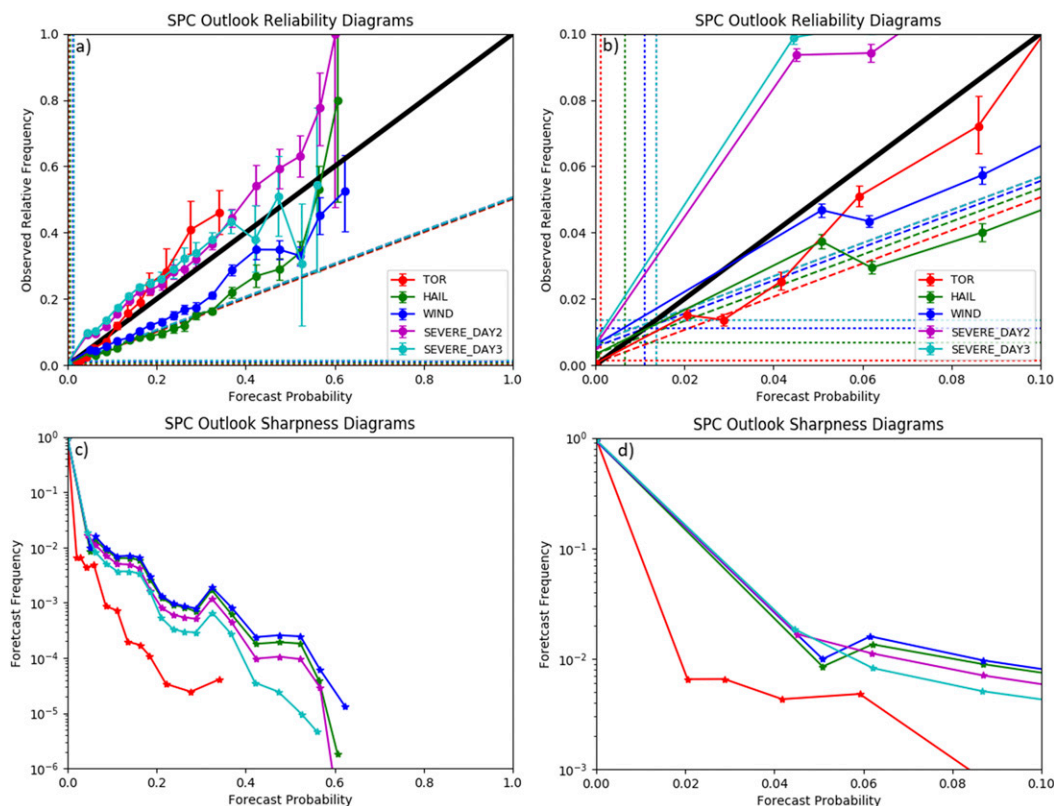 SPC Outlook Reliability Diagrams
a)
Observed Relative Frequency
1.0
0.8
0.6
0.4
0.2
0.0
0.0 0.2 0.4 0.6 0.8 1.0
Forecast Probability
TOR
HAIL
WIND
SEVERE_DAY2
SEVERE_DAY3
SPC Outlook Reliability Diagrams
b)
Observed Relative Frequency
0.10
0.08
0.06
0.04
0.02
0.00
0.00 0.02 0.04 0.06 0.08 0.10
Forecast Probability
TOR
HAIL
WIND
SEVERE_DAY2
SEVERE_DAY3
SPC Outlook Sharpness Diagrams
c)
Foretcast Frequency
10⁰
10⁻¹
10⁻²
10⁻³
10⁻⁴
10⁻⁵
10⁻⁶
0.0 0.2 0.4 0.6 0.8 1.0
Forecast Probability
SPC Outlook Sharpness Diagrams
d)
Foretcast Frequency
10⁰
10⁻¹
10⁻²
10⁻³
0.00 0.02 0.04 0.06 0.08 0.10
Forecast Probability